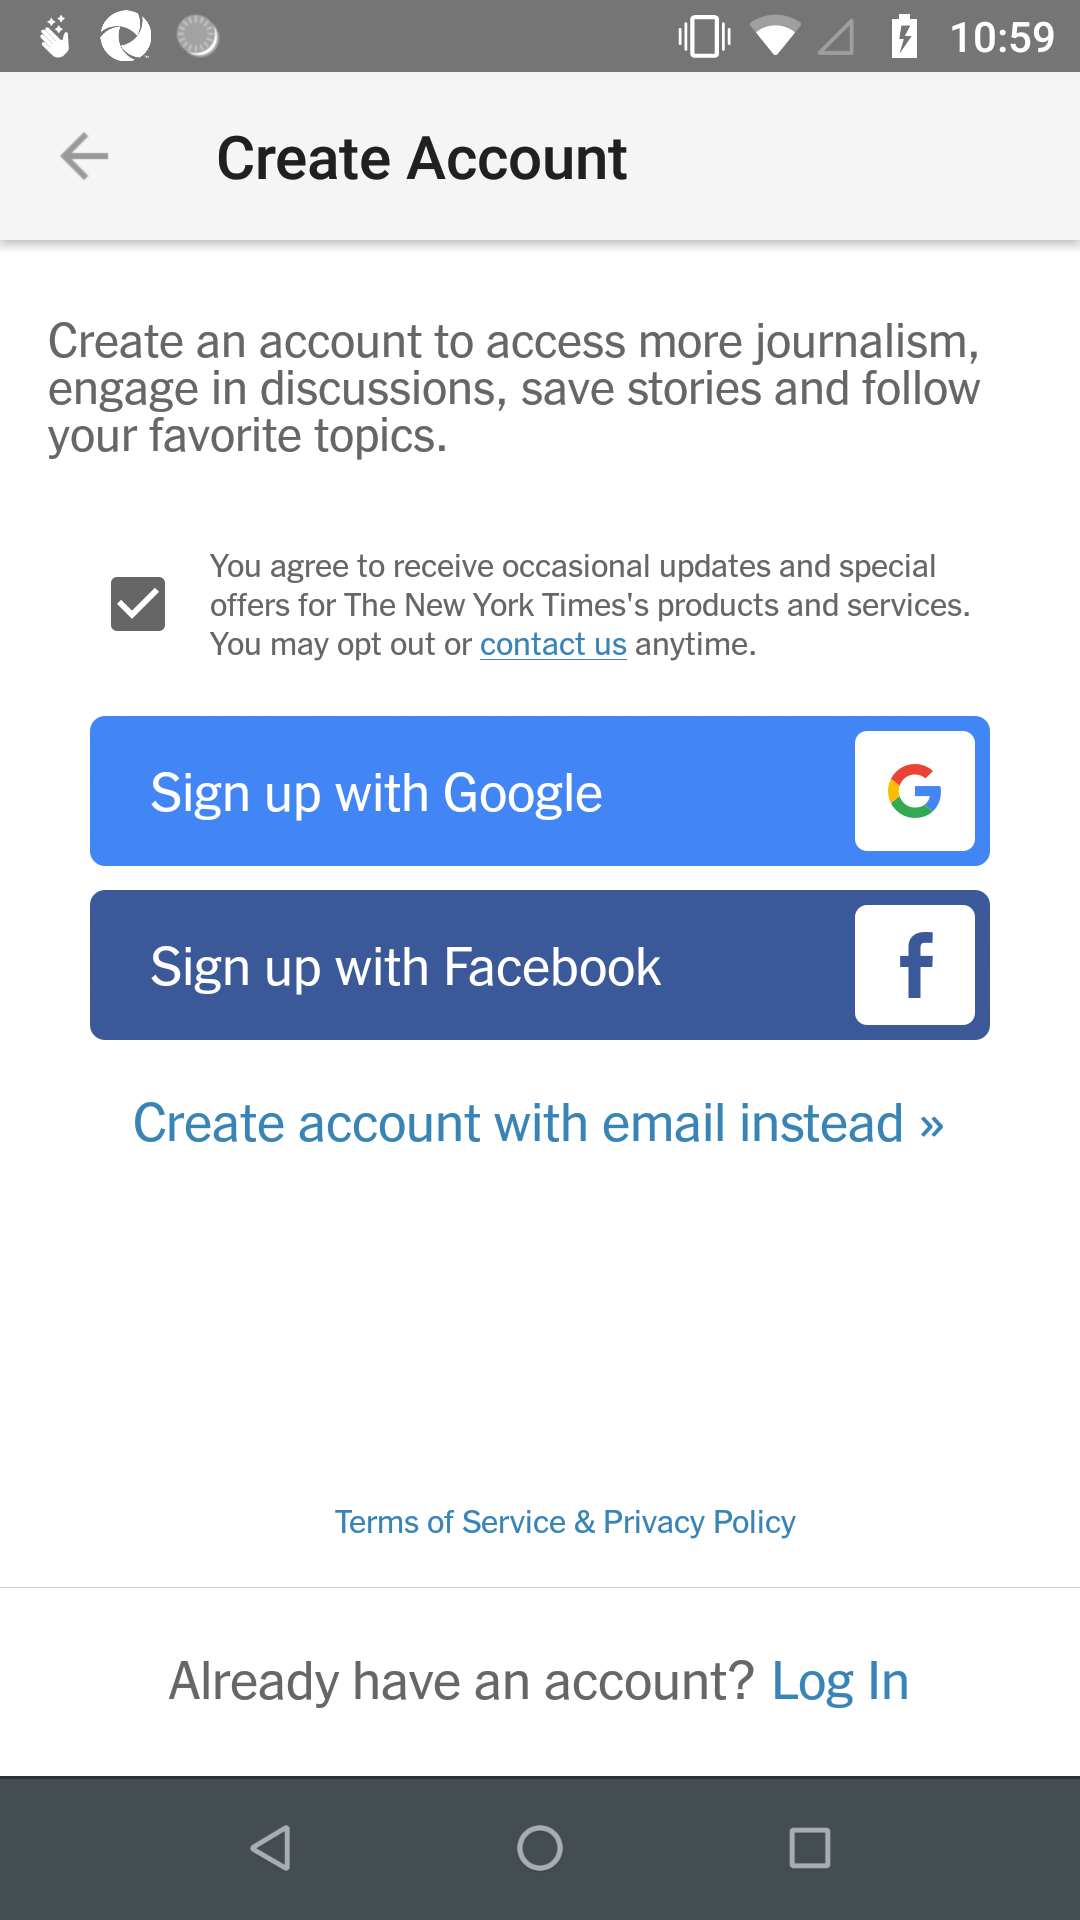 10:59
Create Account
Create an account to access more journalism,
engage in discussions, save stories and follow
your favorite topics.
You agree to receive occasional updates and special
offers for The New York Times's products and services.
You may opt out or contact us anytime.
Sign up with Google
Sign up with Facebook
Create account with email instead »
Terms of Service & Privacy Policy
Already have an account? Log In